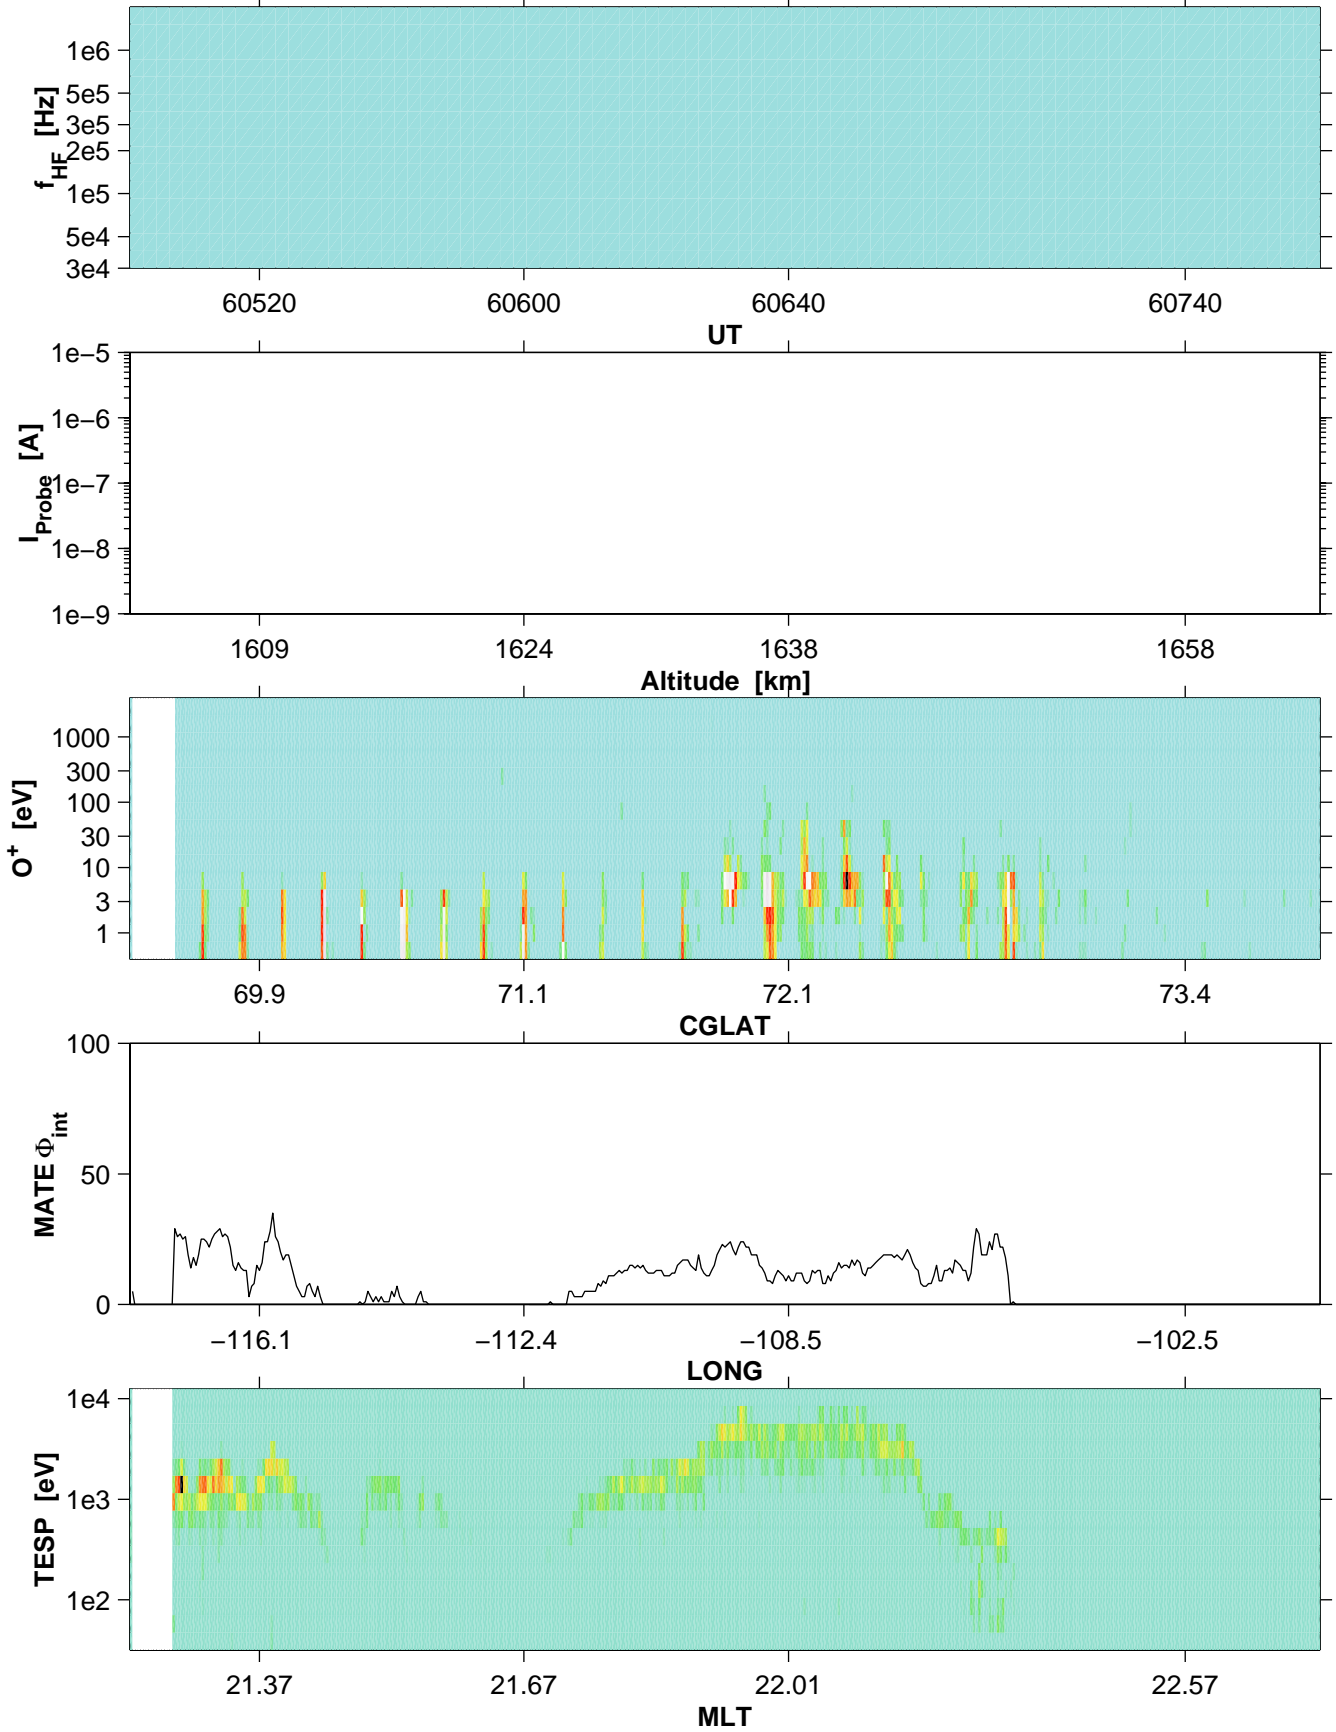 1e6
5e5
3e5
2e5
1e5
5e4
3e4
f_HF [Hz]
60520 60600 60640 60740
UT
1e−5
1e−6
1e−7
1e−8
1e−9
I_Probe [A]
1609 1624 1638 1658
Altitude [km]
1000
300
100
30
10
3
1
O+ [eV]
69.9 71.1 72.1 73.4
CGLAT
100
50
0
MATE Φ_int
−116.1 −112.4 −108.5 −102.5
LONG
1e4
1e3
1e2
TESP [eV]
21.37 21.67 22.01 22.57
MLT